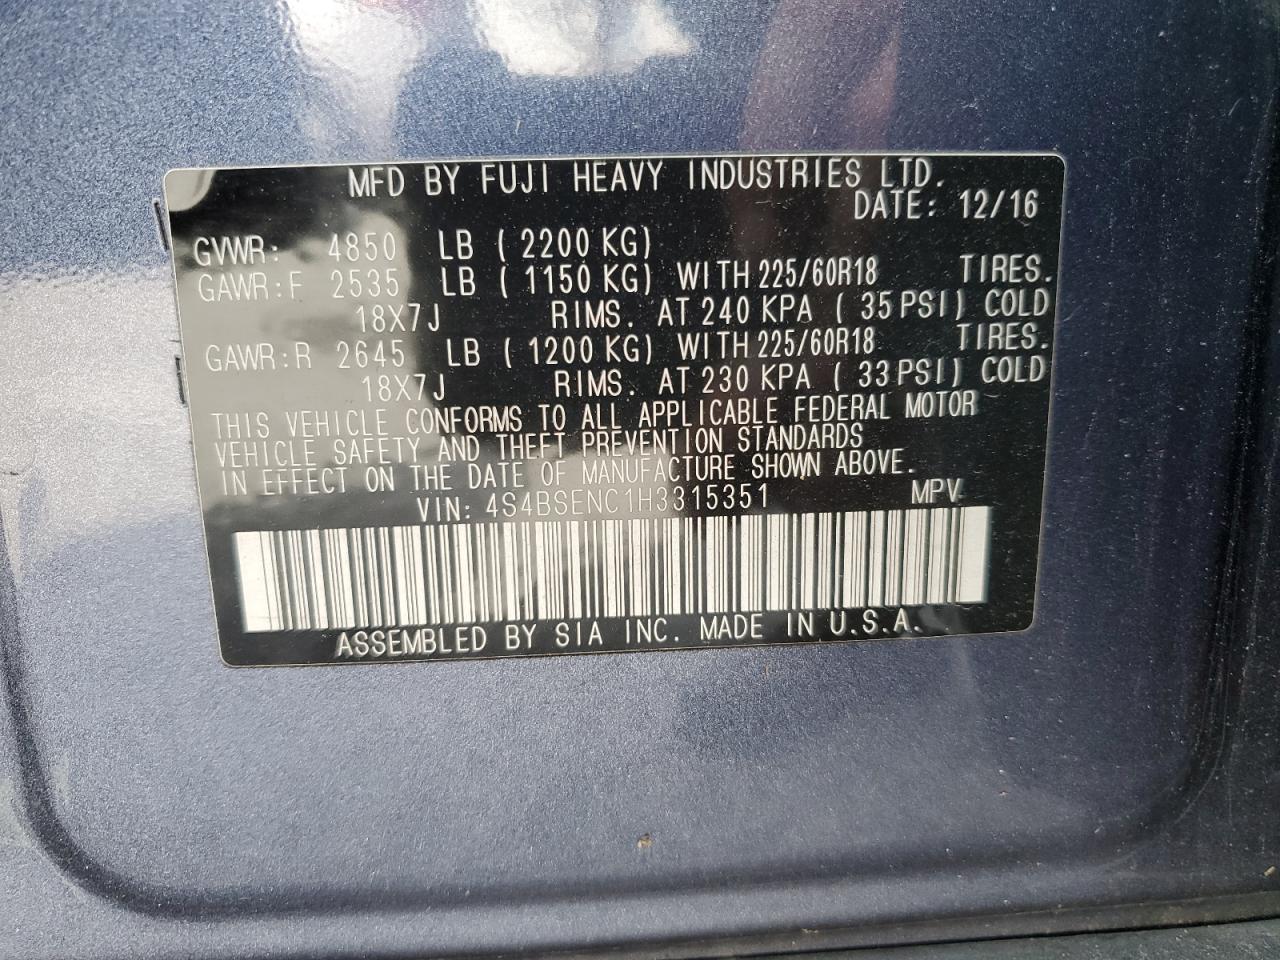 MFD BY FUJI HEAVY INDUSTRIES LTD.
DATE: 12/16
GVWR: 4850 LB ( 2200 KG)
GAWR:F 2535 LB ( 1150 KG) WITH 225/60R18 TIRES.
18X7J RIMS. AT 240 KPA ( 35 PSI) COLD
GAWR:R 2645 LB ( 1200 KG) WITH 225/60R18 TIRES.
18X7J RIMS. AT 230 KPA ( 33 PSI) COLD
THIS VEHICLE CONFORMS TO ALL APPLICABLE FEDERAL MOTOR
VEHICLE SAFETY AND THEFT PREVENTION STANDARDS
IN EFFECT ON THE DATE OF MANUFACTURE SHOWN ABOVE.
VIN: 4S4BSENC1H3315351 MPV
ASSEMBLED BY SIA INC. MADE IN U.S.A.